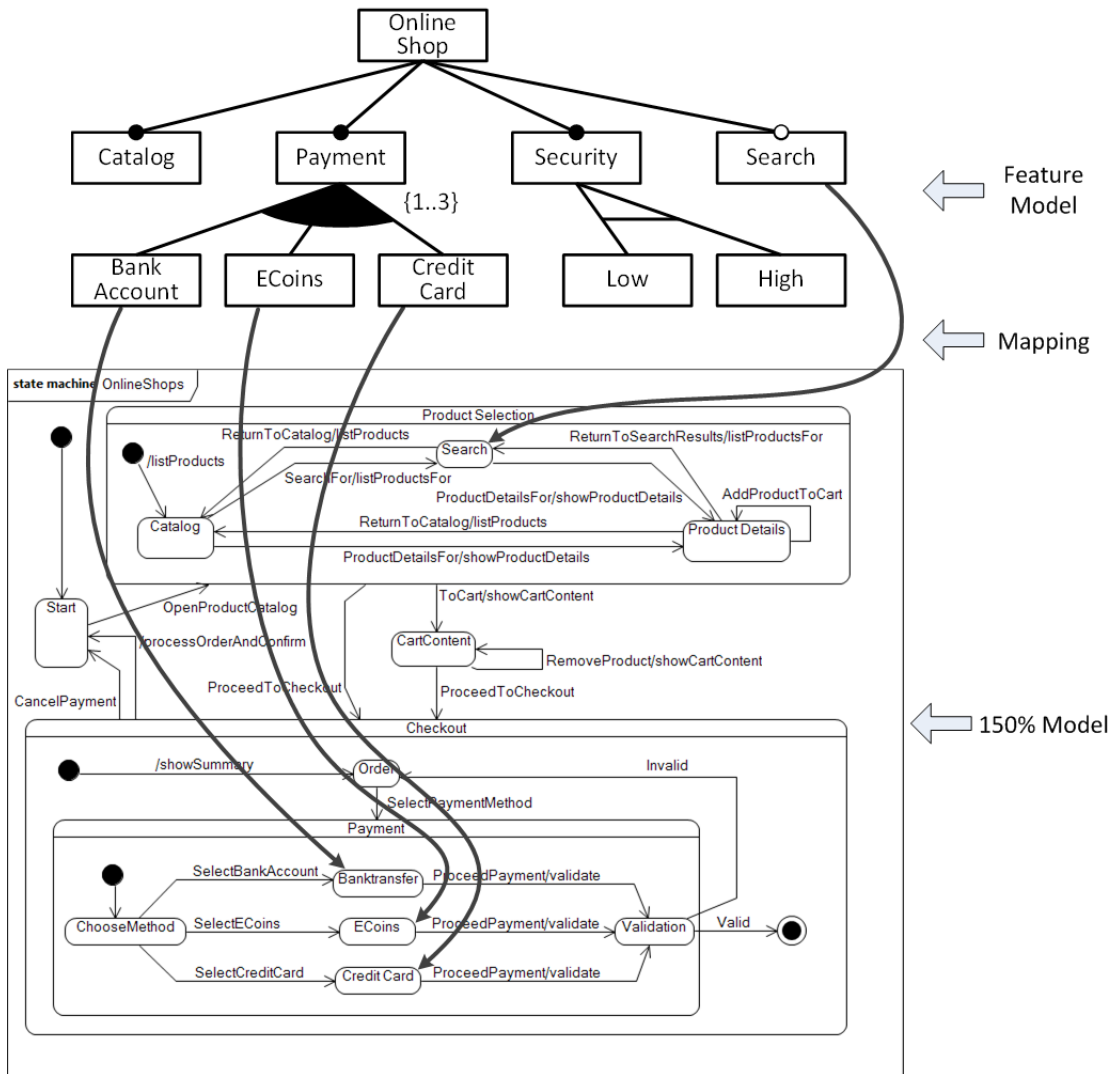 Online
Shop
Catalog
Payment
Security
Search
{1..3}
Feature
Model
Bank
Account
ECoins
Credit
Card
Low
High
Mapping
state machine OnlineShops
Product Selection
ReturnToCatalog/listProducts
Search
ReturnToSearchResults/listProductsFor
/listProducts
SearchFor/listProductsFor
ProductDetailsFor/showProductDetails
AddProductToCart
Catalog
ReturnToCatalog/listProducts
Product Details
ProductDetailsFor/showProductDetails
Start
OpenProductCatalog
ToCart/showCartContent
/processOrderAndConfirm
CartContent
RemoveProduct/showCartContent
ProceedToCheckout
ProceedToCheckout
CancelPayment
150% Model
Checkout
/showSummary
Order
Invalid
SelectPaymentMethod
Payment
SelectBankAccount
Banktransfer
ProceedPayment/validate
ChooseMethod
SelectECoins
ECoins
ProceedPayment/validate
Validation
Valid
SelectCreditCard
Credit Card
ProceedPayment/validate